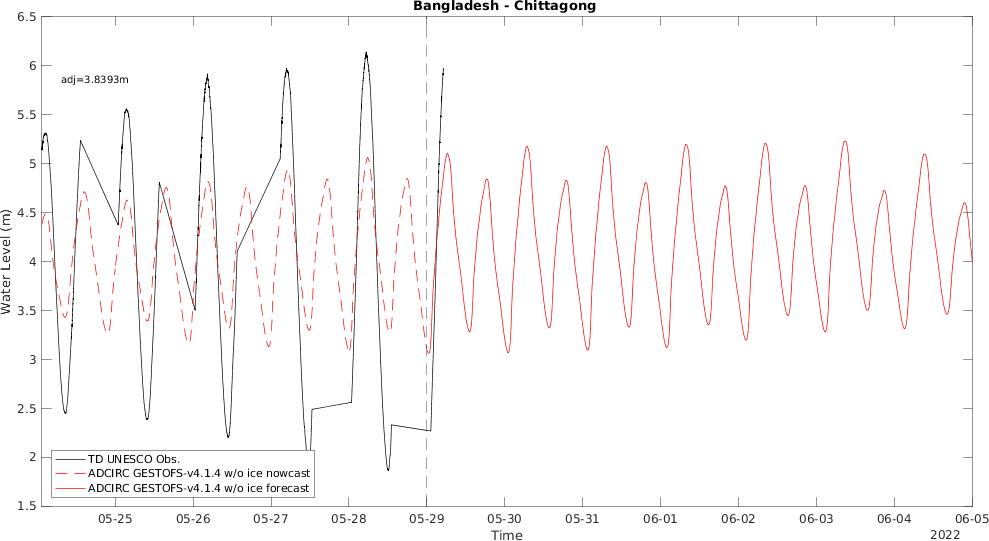 Bangladesh - Chittagong
6.5
6
5.5
5
4.5
4
3.5
3
2.5
2
1.5
Water Level (m)
adj=3.8393m
TD UNESCO Obs.
ADCIRC GESTOFS-v4.1.4 w/o ice nowcast
ADCIRC GESTOFS-v4.1.4 w/o ice forecast
05-25 05-26 05-27 05-28 05-29 05-30 05-31 06-01 06-02 06-03 06-04 06-05
Time
2022